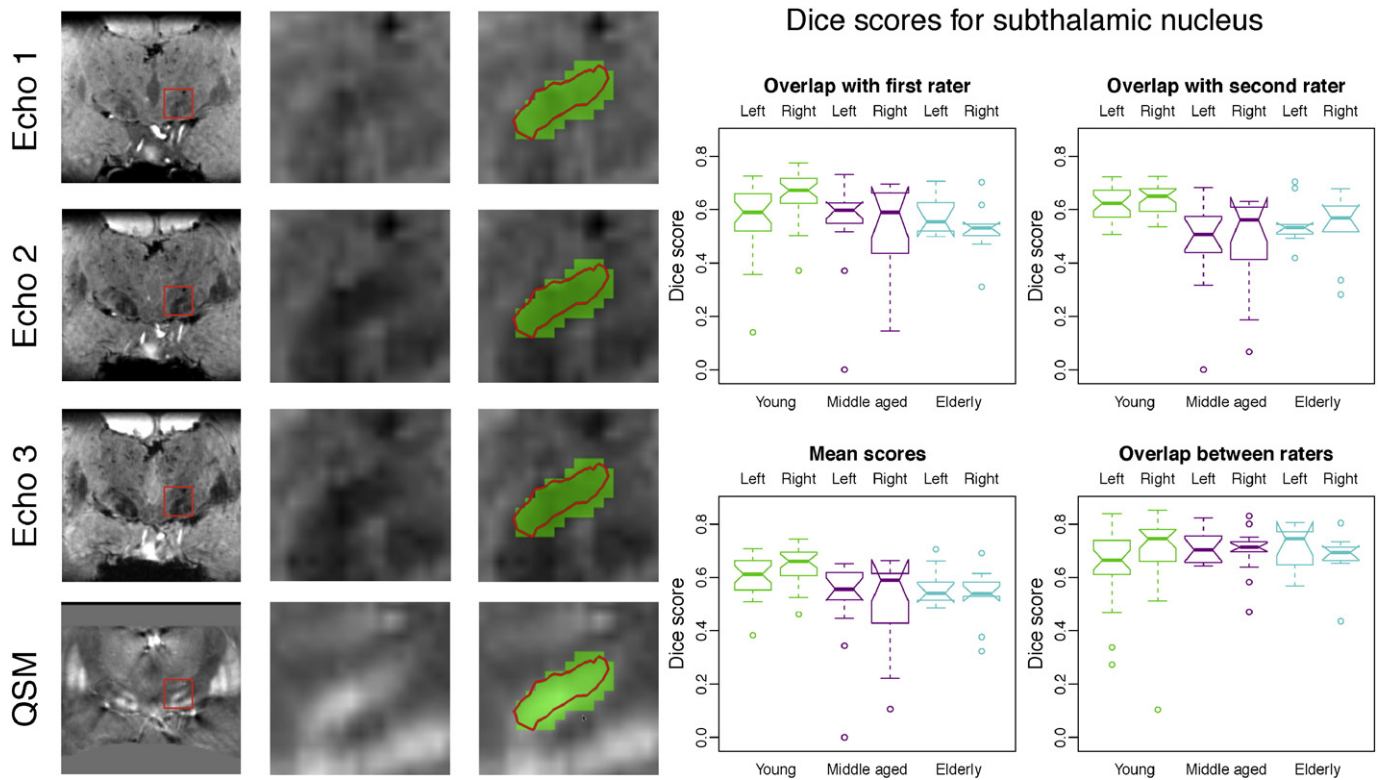 Echo 1
Echo 2
Echo 3
QSM
Dice scores for subthalamic nucleus
Overlap with first rater
Left Right Left Right Left Right
Dice score
0.0 0.2 0.4 0.6 0.8
Young Middle aged Elderly
Overlap with second rater
Left Right Left Right Left Right
Dice score
0.0 0.2 0.4 0.6 0.8
Young Middle aged Elderly
Mean scores
Left Right Left Right Left Right
Dice score
0.0 0.2 0.4 0.6 0.8
Young Middle aged Elderly
Overlap between raters
Left Right Left Right Left Right
Dice score
0.0 0.2 0.4 0.6 0.8
Young Middle aged Elderly